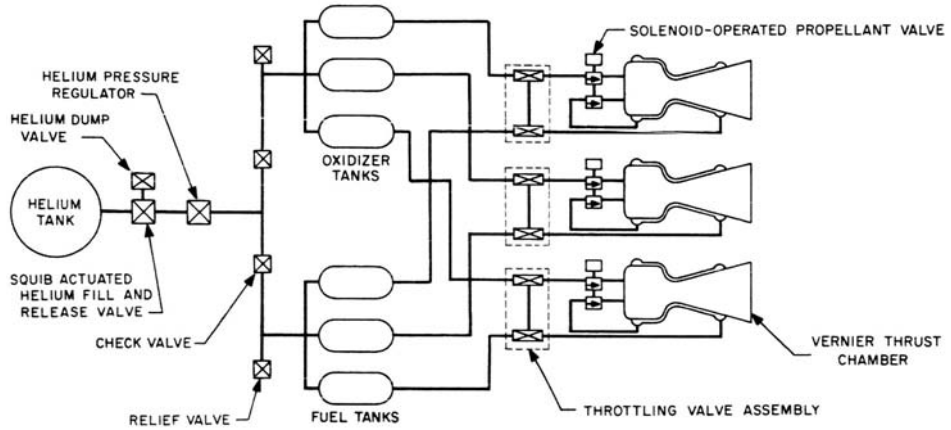 SOLENOID-OPERATED PROPELLANT VALVE
HELIUM PRESSURE
REGULATOR
HELIUM DUMP
VALVE
OXIDIZER
TANKS
HELIUM
TANK
SQUIB ACTUATED
HELIUM FILL AND
RELEASE VALVE
CHECK VALVE
VERNIER THRUST
CHAMBER
RELIEF VALVE
FUEL TANKS
THROTTLING VALVE ASSEMBLY